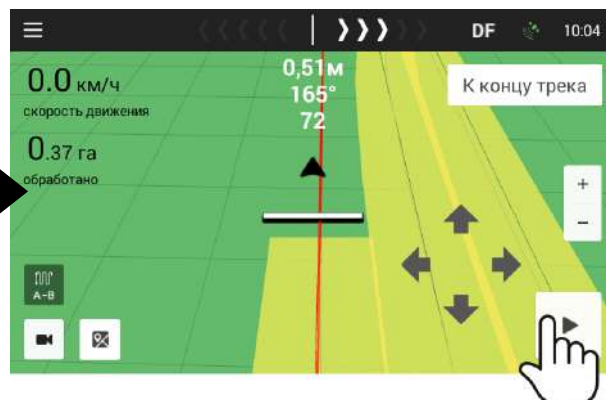 DF
10:04
0.0 км/ч
скорость движения
0.37 га
обработано
0,51м
165°
72
К концу трека
+
−
A-B